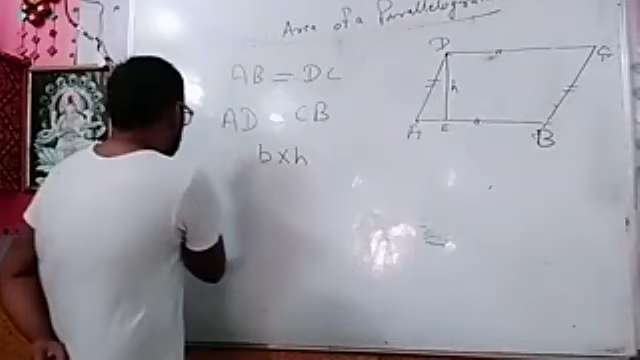 Area of a Parallelogram
AB = DC
AD CB
b×h
D
h
A E B